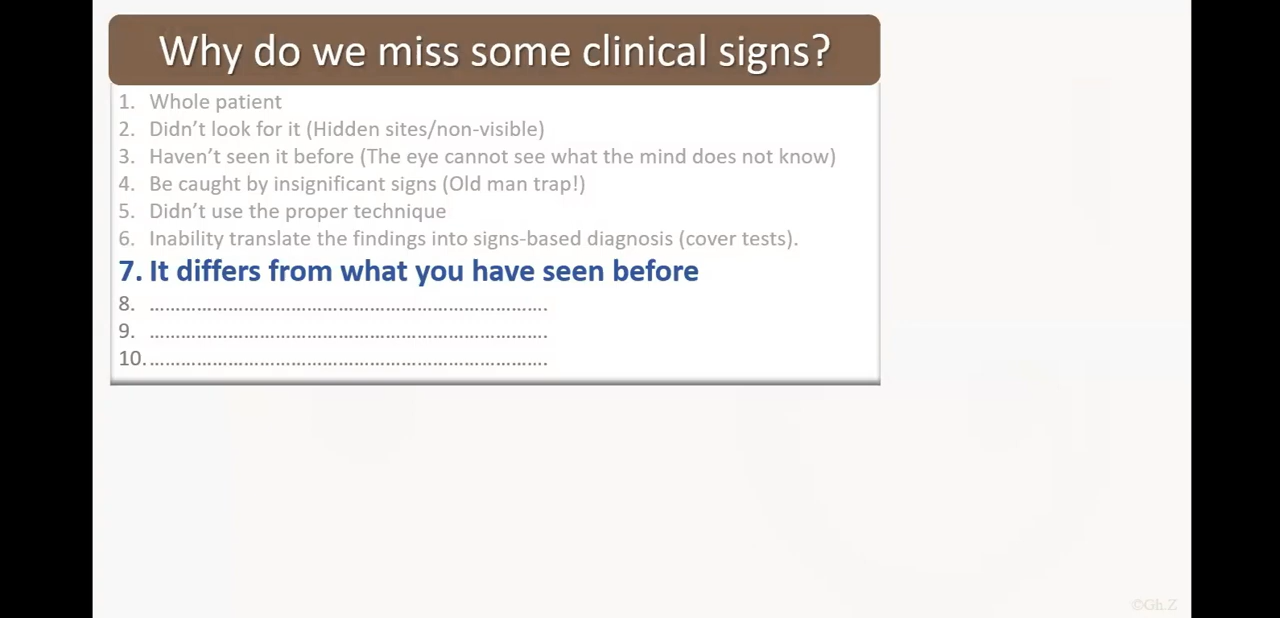 Why do we miss some clinical signs?
1. Whole patient
2. Didn’t look for it (Hidden sites/non-visible)
3. Haven’t seen it before (The eye cannot see what the mind does not know)
4. Be caught by insignificant signs (Old man trap!)
5. Didn’t use the proper technique
6. Inability translate the findings into signs-based diagnosis (cover tests).
7. It differs from what you have seen before
8. ……………………………………………………………….
9. ……………………………………………………………….
10. ……………………………………………………………….
©Gh.Z